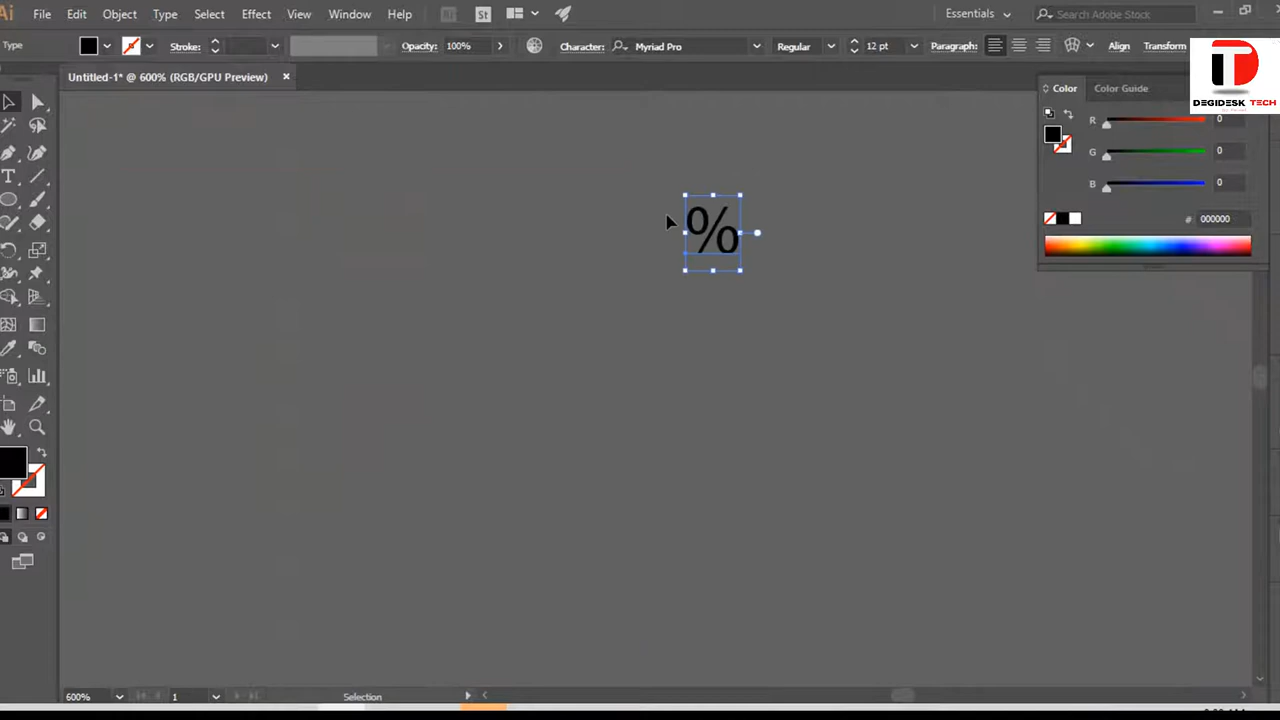 Ai File Edit Object Type Select Effect View Window Help Br St Essentials Search Adobe Stock
Type Stroke: Opacity: 100% Character: Myriad Pro Regular 12 pt Paragraph: Align Transform
Untitled-1* @ 600% (RGB/GPU Preview)
DEGIDESK TECH
Color Color Guide
R 0
G 0
B 0
# 000000
%
600% 1 Selection